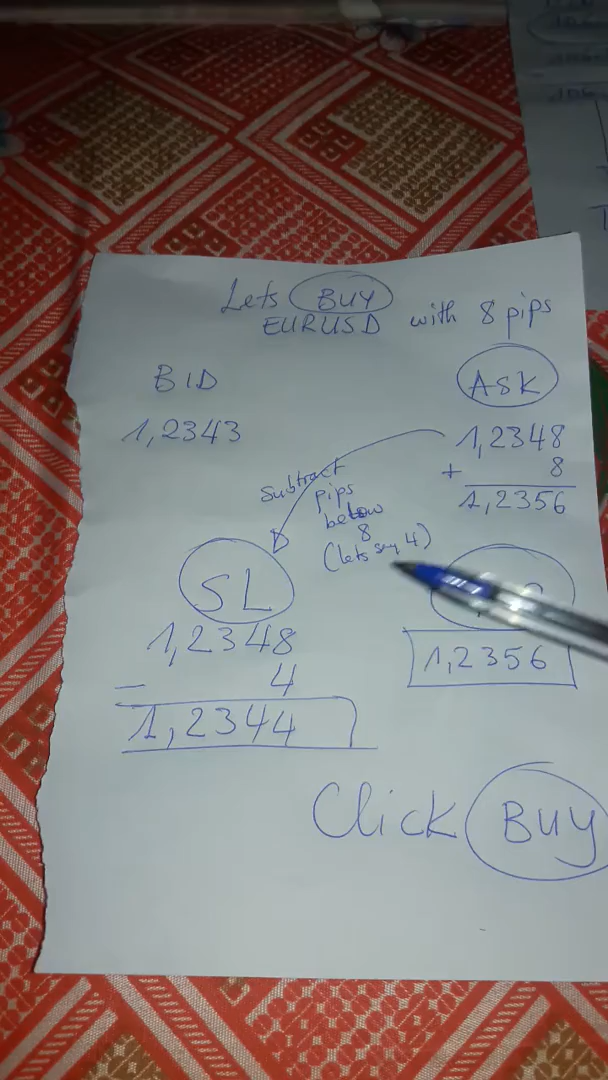 Lets BUY
EURUSD with 8 pips
BID
ASK
1,2343
1,2348
+ 8
1,2356
Subtract
pips
below
8
(lets say 4)
SL
1,2348
- 4
1,2344
1,2356
Click BUY